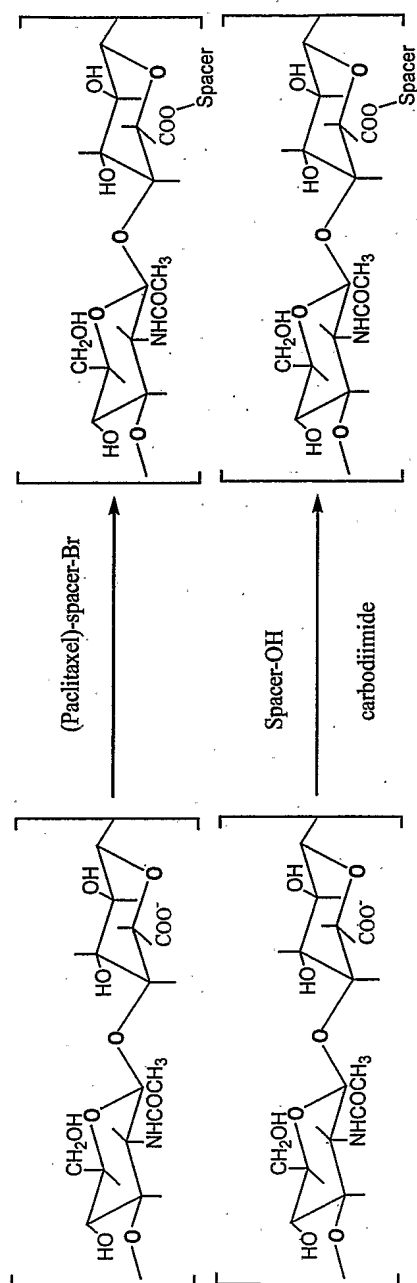 CH2OH
HO
O
O
NHCOCH3
O
HO
OH
COO-
O
(Paclitaxel)-spacer-Br
CH2OH
HO
O
O
NHCOCH3
O
HO
OH
COO
Spacer
O
CH2OH
HO
O
O
NHCOCH3
O
HO
OH
COO-
O
Spacer-OH
carbodiimide
CH2OH
HO
O
O
NHCOCH3
O
HO
OH
COO
Spacer
O